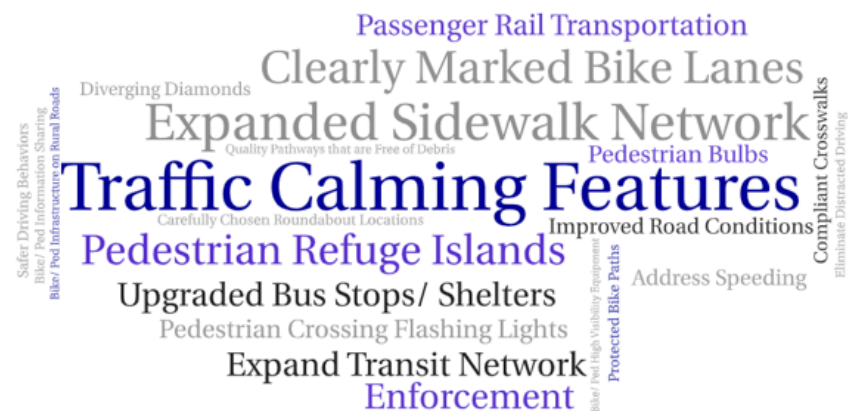 Passenger Rail Transportation
Clearly Marked Bike Lanes
Diverging Diamonds
Expanded Sidewalk Network
Quality Pathways that are Free of Debris
Pedestrian Bulbs
Traffic Calming Features
Carefully Chosen Roundabout Locations
Improved Road Conditions
Pedestrian Refuge Islands
Address Speeding
Upgraded Bus Stops/ Shelters
Pedestrian Crossing Flashing Lights
Expand Transit Network
Enforcement
Safer Driving Behaviors
Bike/ Ped Information Sharing
Bike/ Ped Infrastructure on Rural Roads
Bike/ Ped High Visibility Equipment
Protected Bike Paths
Compliant Crosswalks
Eliminate Distracted Driving